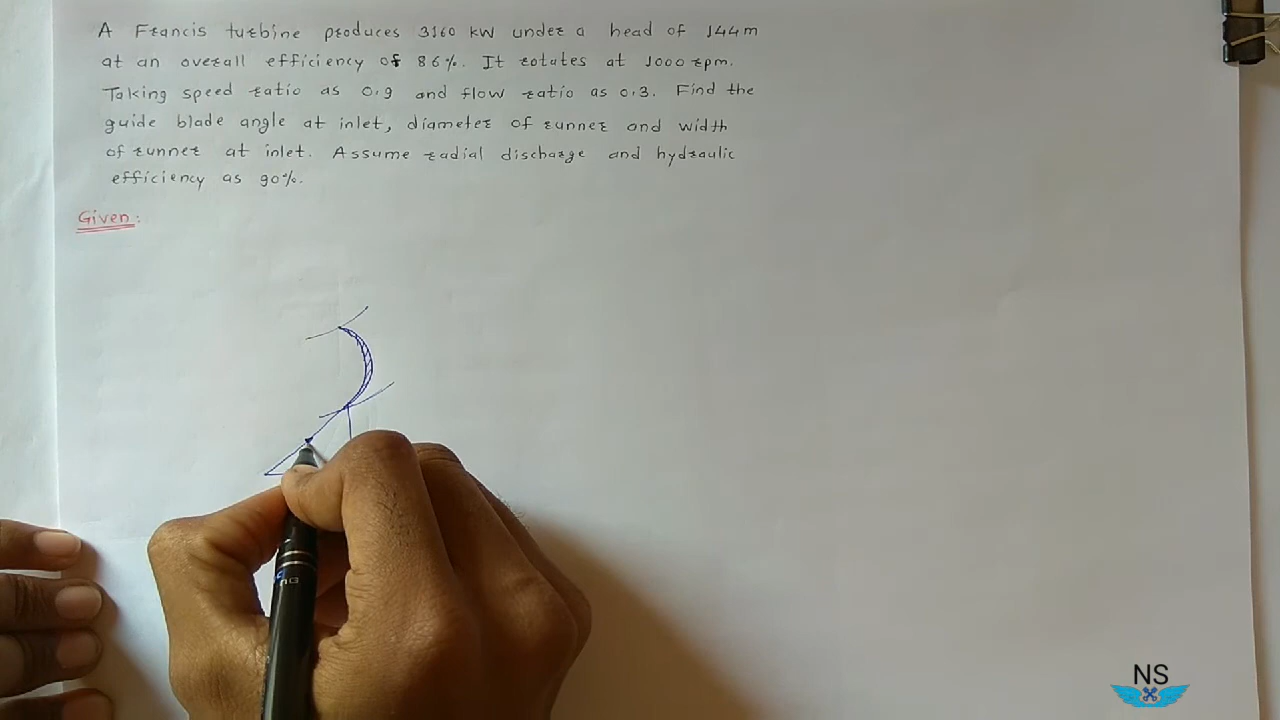 A Francis turbine produces 3160 kW under a head of 144m
at an overall efficiency of 86%. It rotates at 1000 rpm.
Taking speed ratio as 0.9 and flow ratio as 0.3. Find the
guide blade angle at inlet, diameter of runner and width
of runner at inlet. Assume radial discharge and hydraulic
efficiency as 90%.
Given:
NS